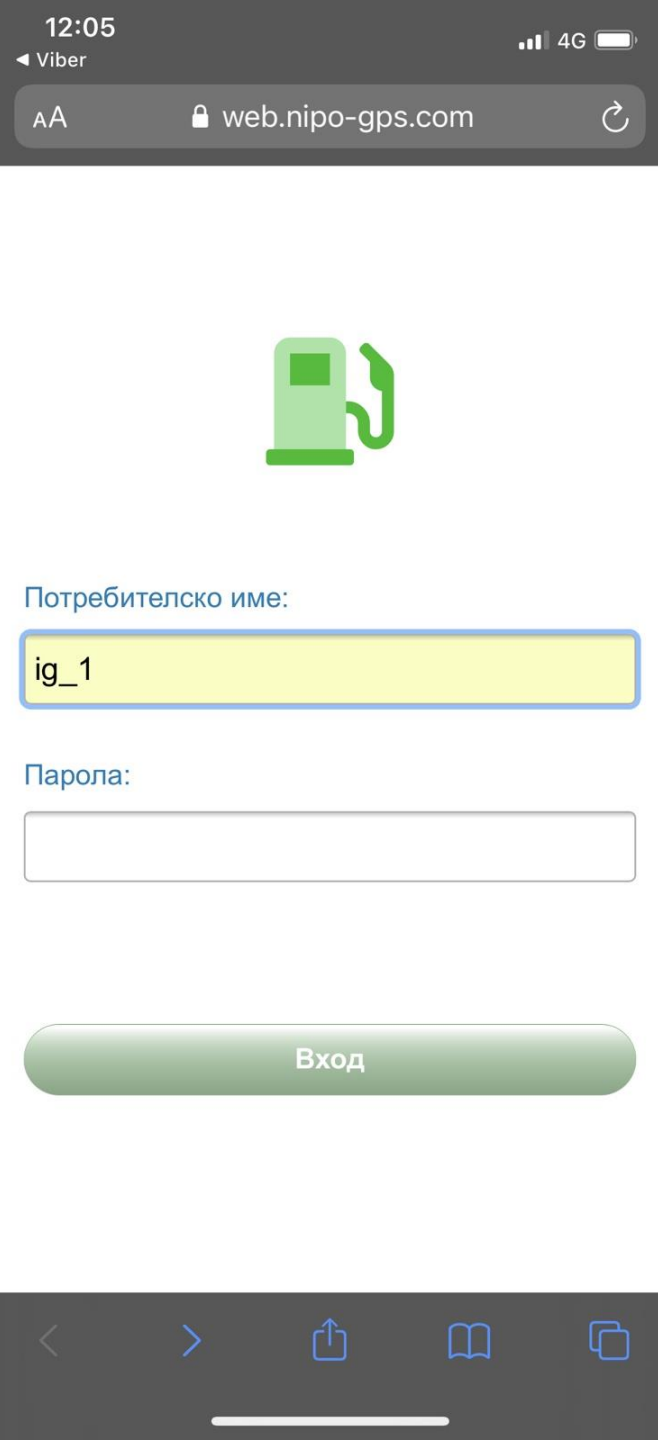 12:05
◀ Viber
4G
AA
web.nipo-gps.com
Потребителско име:
ig_1
Парола:
Вход